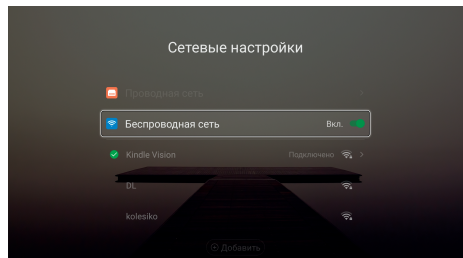 Сетевые настройки
Проводная сеть
Беспроводная сеть Вкл.
Kindle Vision Подключено
DL
kolesiko
Добавить